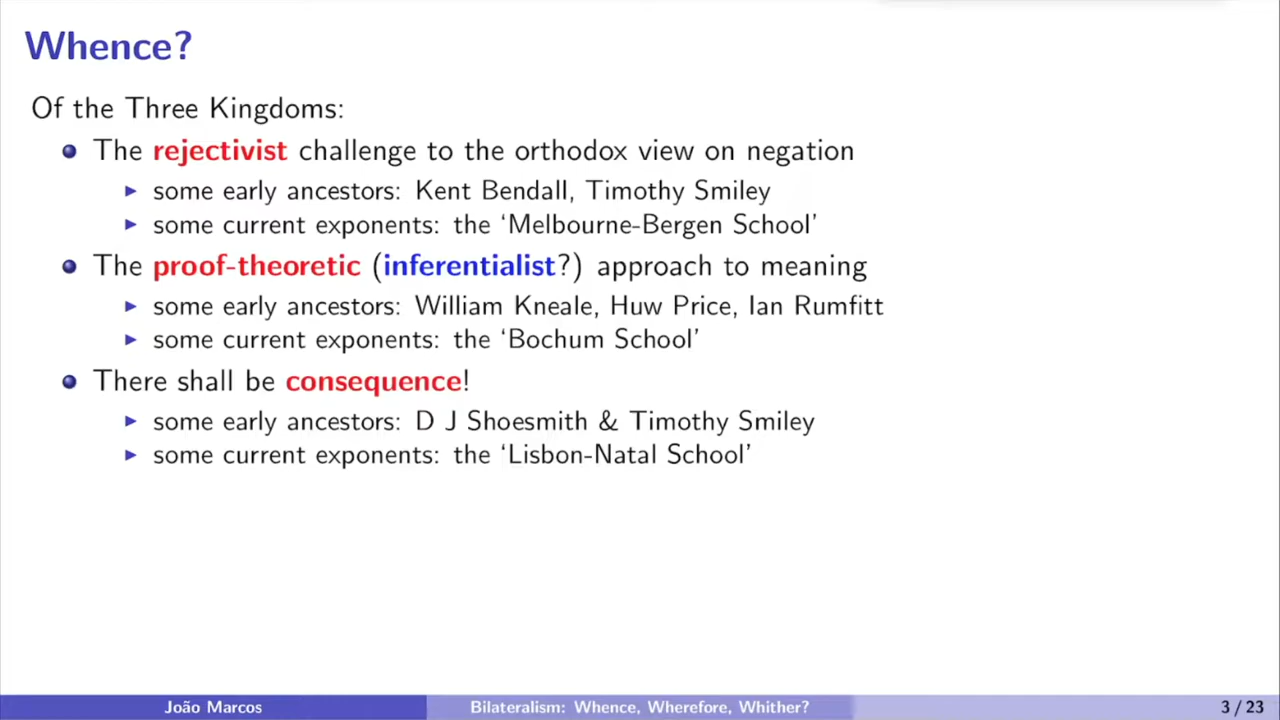 Whence?
Of the Three Kingdoms:
The rejectivist challenge to the orthodox view on negation
some early ancestors: Kent Bendall, Timothy Smiley
some current exponents: the ‘Melbourne-Bergen School’
The proof-theoretic (inferentialist?) approach to meaning
some early ancestors: William Kneale, Huw Price, Ian Rumfitt
some current exponents: the ‘Bochum School’
There shall be consequence!
some early ancestors: D J Shoesmith & Timothy Smiley
some current exponents: the ‘Lisbon-Natal School’
João Marcos
Bilateralism: Whence, Wherefore, Whither?
3 / 23